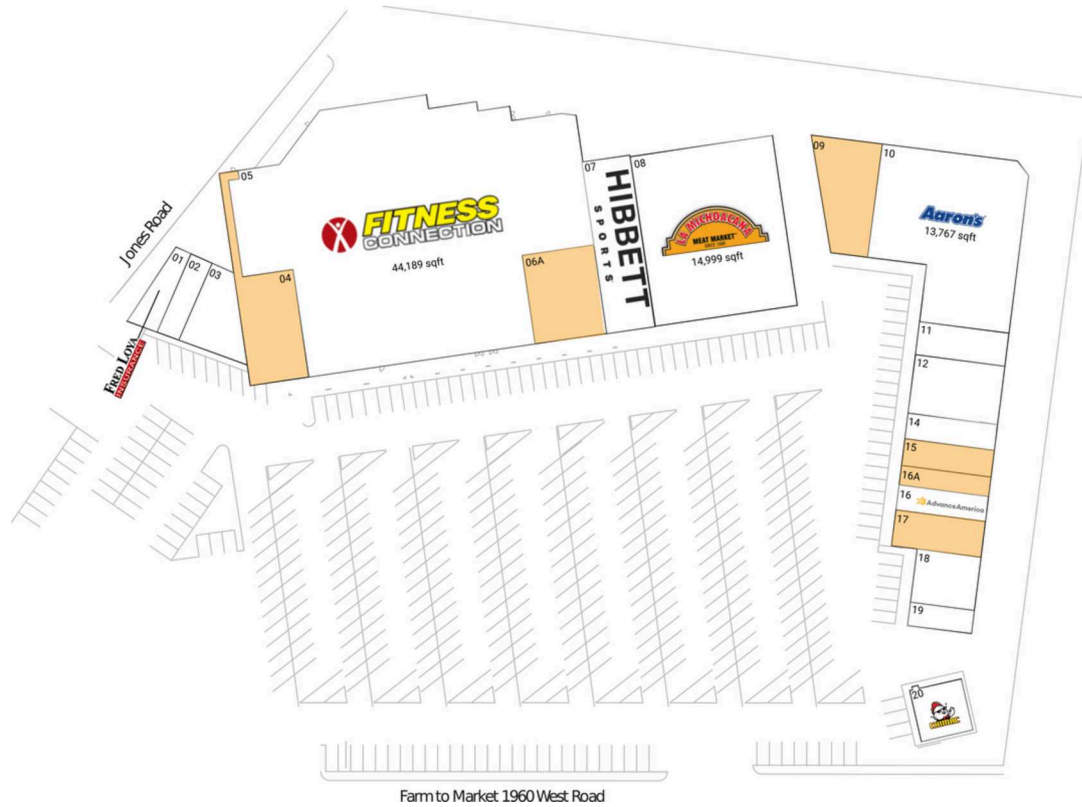 Jones Road
01
02
03
FRED LOYA
INSURANCE
04
05
FITNESS
CONNECTION
44,189 sqft
06A
07
HIBBETT
SPORTS
08
LA MICHOACANA
MEAT MARKET
14,999 sqft
09
10
Aaron's
13,767 sqft
11
12
14
15
16A
16
AdvanceAmerica
17
18
19
20
Farm to Market 1960 West Road